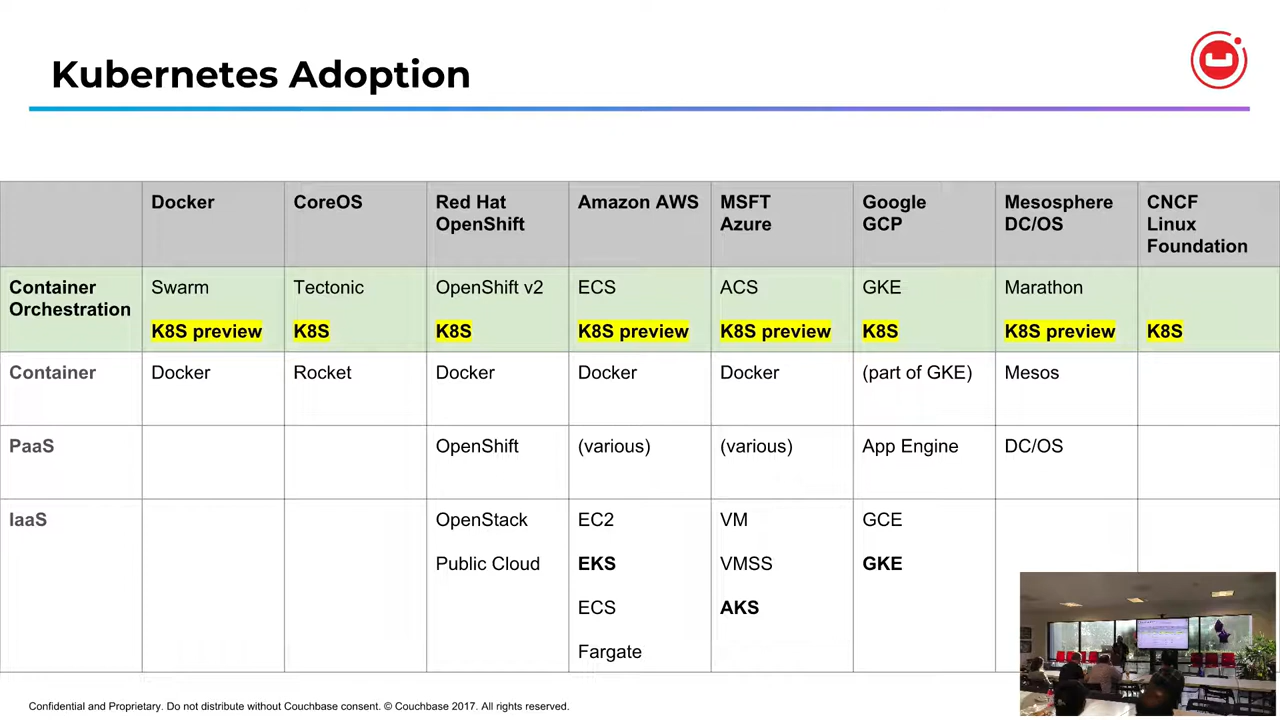 Kubernetes Adoption
Docker
CoreOS
Red Hat
OpenShift
Amazon AWS
MSFT
Azure
Google
GCP
Mesosphere
DC/OS
CNCF
Linux
Foundation
Container
Orchestration
Swarm
K8S preview
Tectonic
K8S
OpenShift v2
K8S
ECS
K8S preview
ACS
K8S preview
GKE
K8S
Marathon
K8S preview
K8S
Container
Docker
Rocket
Docker
Docker
Docker
(part of GKE)
Mesos
PaaS
OpenShift
(various)
(various)
App Engine
DC/OS
IaaS
OpenStack
Public Cloud
EC2
EKS
ECS
Fargate
VM
VMSS
AKS
GCE
GKE
Confidential and Proprietary. Do not distribute without Couchbase consent. © Couchbase 2017. All rights reserved.